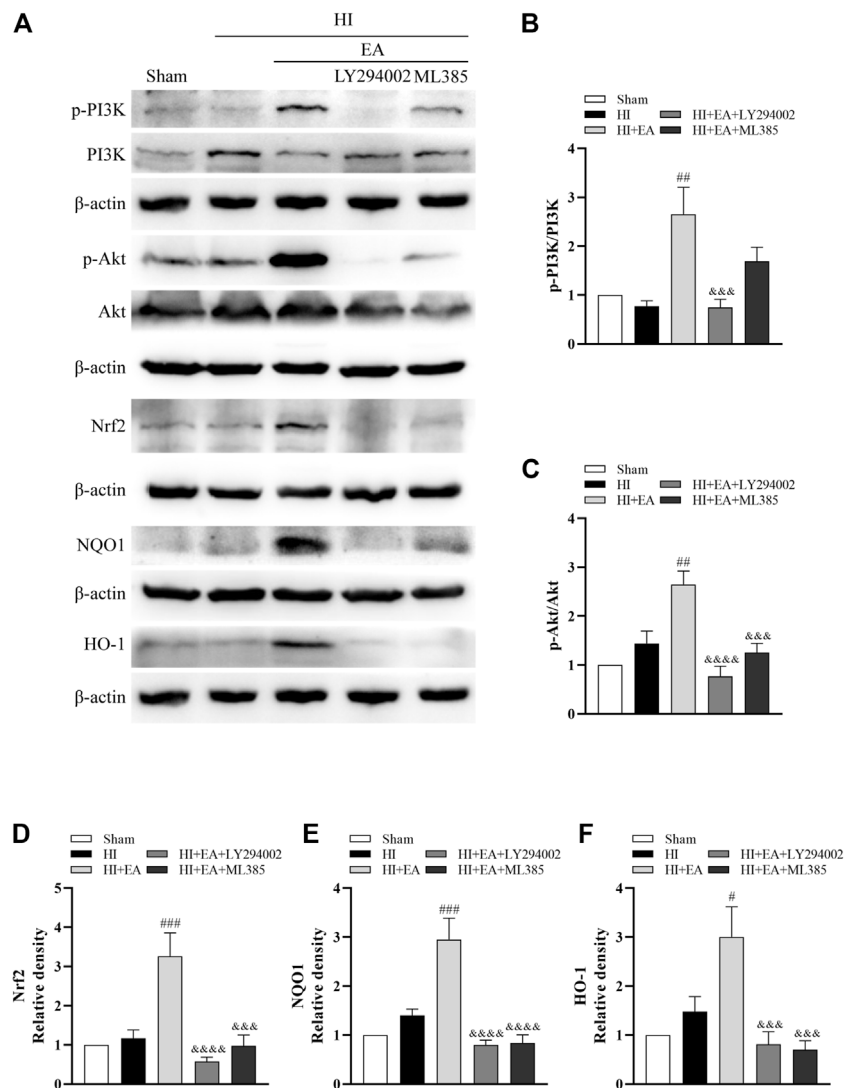 A
HI
EA
Sham
LY294002 ML385
p-PI3K
PI3K
β-actin
p-Akt
Akt
β-actin
Nrf2
β-actin
NQO1
β-actin
HO-1
β-actin
B
Sham
HI HI+EA+LY294002
HI+EA HI+EA+ML385
p-PI3K/PI3K
4
3
2
1
0
##
&&&
C
Sham
HI HI+EA+LY294002
HI+EA HI+EA+ML385
p-Akt/Akt
4
3
2
1
0
##
&&&&
&&&
D
Sham
HI HI+EA+LY294002
HI+EA HI+EA+ML385
Nrf2
Relative density
5
4
3
2
1
0
###
&&&&
&&&
E
Sham
HI HI+EA+LY294002
HI+EA HI+EA+ML385
NQO1
Relative density
4
3
2
1
0
###
&&&&
&&&&
F
Sham
HI HI+EA+LY294002
HI+EA HI+EA+ML385
HO-1
Relative density
4
3
2
1
0
#
&&&
&&&